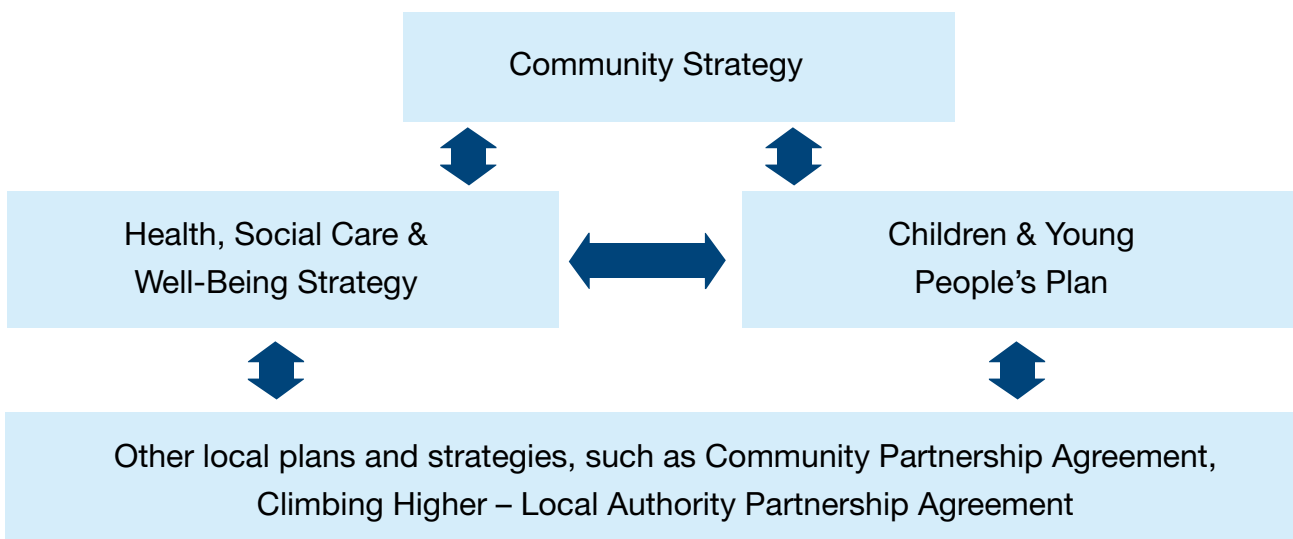 Community Strategy
Health, Social Care &
Well-Being Strategy
Children & Young
People’s Plan
Other local plans and strategies, such as Community Partnership Agreement,
Climbing Higher – Local Authority Partnership Agreement